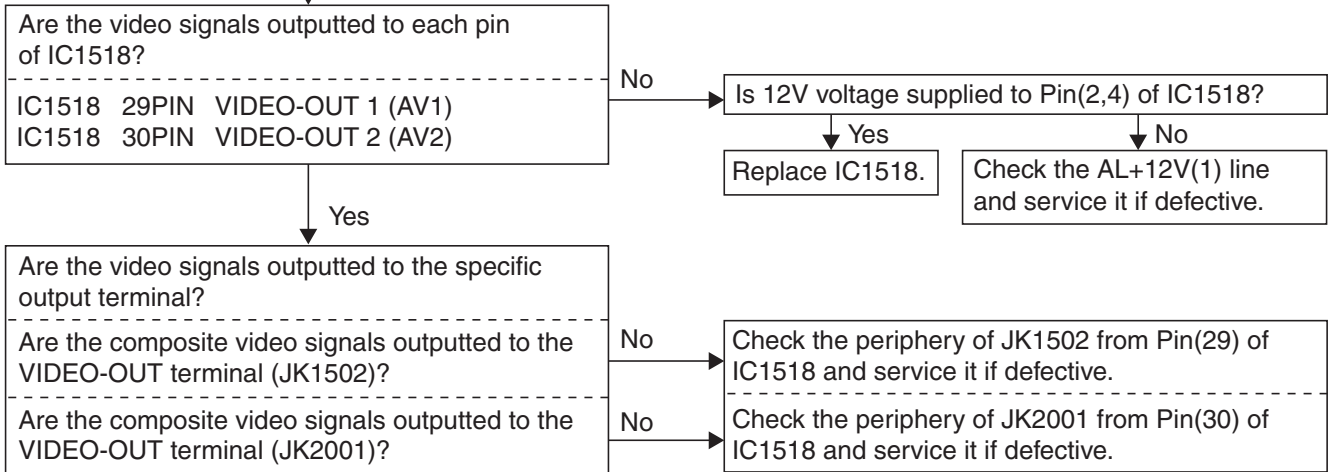 Are the video signals outputted to each pin
of IC1518?
IC1518 29PIN VIDEO-OUT 1 (AV1)
IC1518 30PIN VIDEO-OUT 2 (AV2)
No
Is 12V voltage supplied to Pin(2,4) of IC1518?
Yes
No
Replace IC1518.
Check the AL+12V(1) line
and service it if defective.
Yes
Are the video signals outputted to the specific
output terminal?
Are the composite video signals outputted to the
VIDEO-OUT terminal (JK1502)?
No
Check the periphery of JK1502 from Pin(29) of
IC1518 and service it if defective.
Are the composite video signals outputted to the
VIDEO-OUT terminal (JK2001)?
No
Check the periphery of JK2001 from Pin(30) of
IC1518 and service it if defective.